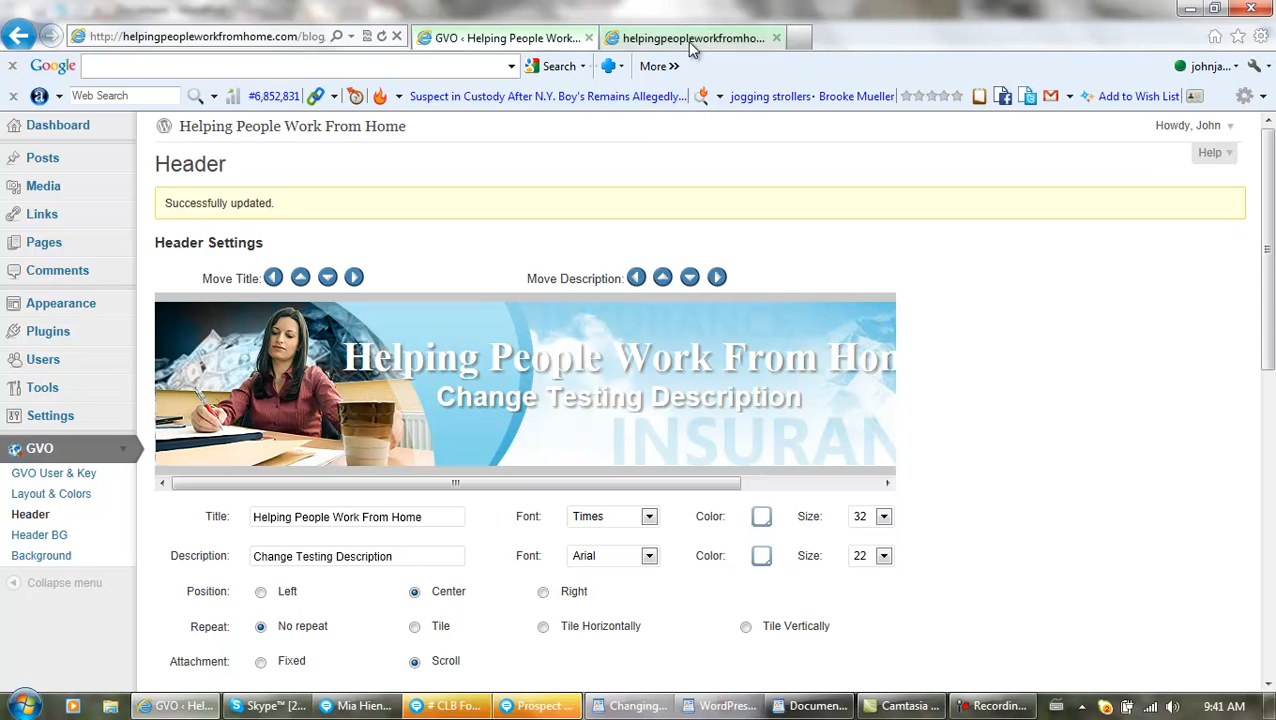 http://helpingpeopleworkfromhome.com/blog.
GVO ‹ Helping People Work...
helpingpeopleworkfromho...
Google
Search
More »
johnja...
Web Search
#6,852,831
Suspect in Custody After N.Y. Boy's Remains Allegedly...
jogging strollers
Brooke Mueller
Add to Wish List
Dashboard
Posts
Media
Links
Pages
Comments
Appearance
Plugins
Users
Tools
Settings
GVO
GVO User & Key
Layout & Colors
Header
Header BG
Background
Collapse menu
Helping People Work From Home
Howdy, John
Help
Header
Successfully updated.
Header Settings
Move Title:
Move Description:
Helping People Work From Hom
Change Testing Description
INSURAN
Title: Helping People Work From Home Font: Times Color: Size: 32
Description: Change Testing Description Font: Arial Color: Size: 22
Position: Left Center Right
Repeat: No repeat Tile Tile Horizontally Tile Vertically
Attachment: Fixed Scroll
GVO ‹ Hel...
Skype™ [2...
Mia Hien...
# CLB Fo...
Prospect ...
Changing...
WordPres...
Documen...
Camtasia ...
Recordin...
9:41 AM